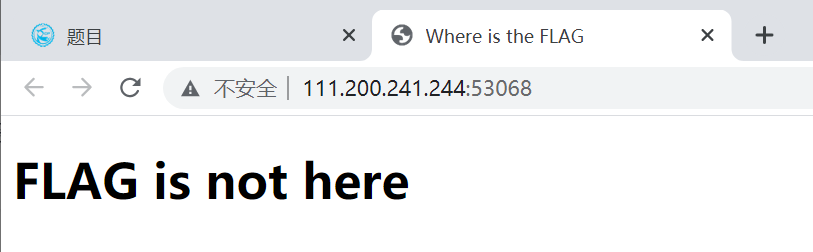 题目
Where is the FLAG
不安全 111.200.241.244:53068
FLAG is not here